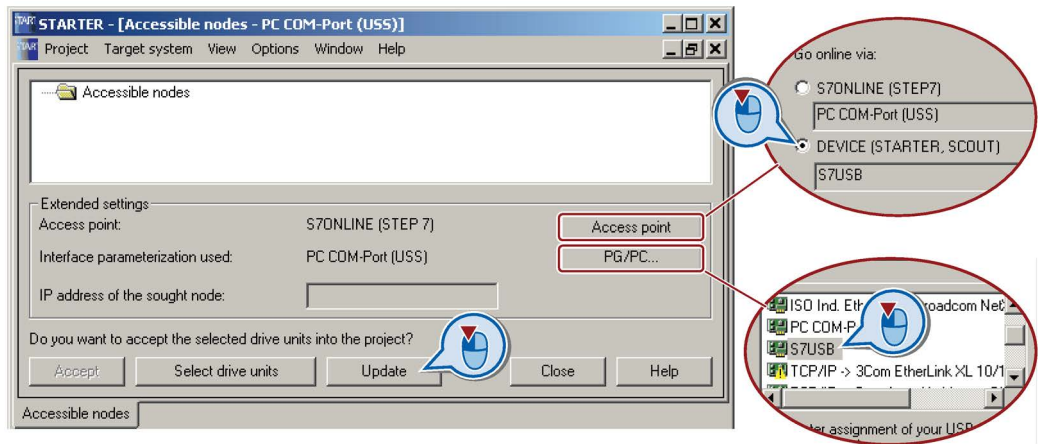 STARTER - [Accessible nodes - PC COM-Port (USS)]
Project Target system View Options Window Help
Accessible nodes
Extended settings
Access point: S7ONLINE (STEP 7) Access point
Interface parameterization used: PC COM-Port (USS) PG/PC...
IP address of the sought node:
Do you want to accept the selected drive units into the project?
Accept Select drive units Update Close Help
Accessible nodes
Go online via:
S7ONLINE (STEP7)
PC COM-Port (USS)
DEVICE (STARTER, SCOUT)
S7USB
ISO Ind. Eth roadcom Net
PC COM-P
S7USB
TCP/IP -> 3Com EtherLink XL 10/1
ter assignment of your USB